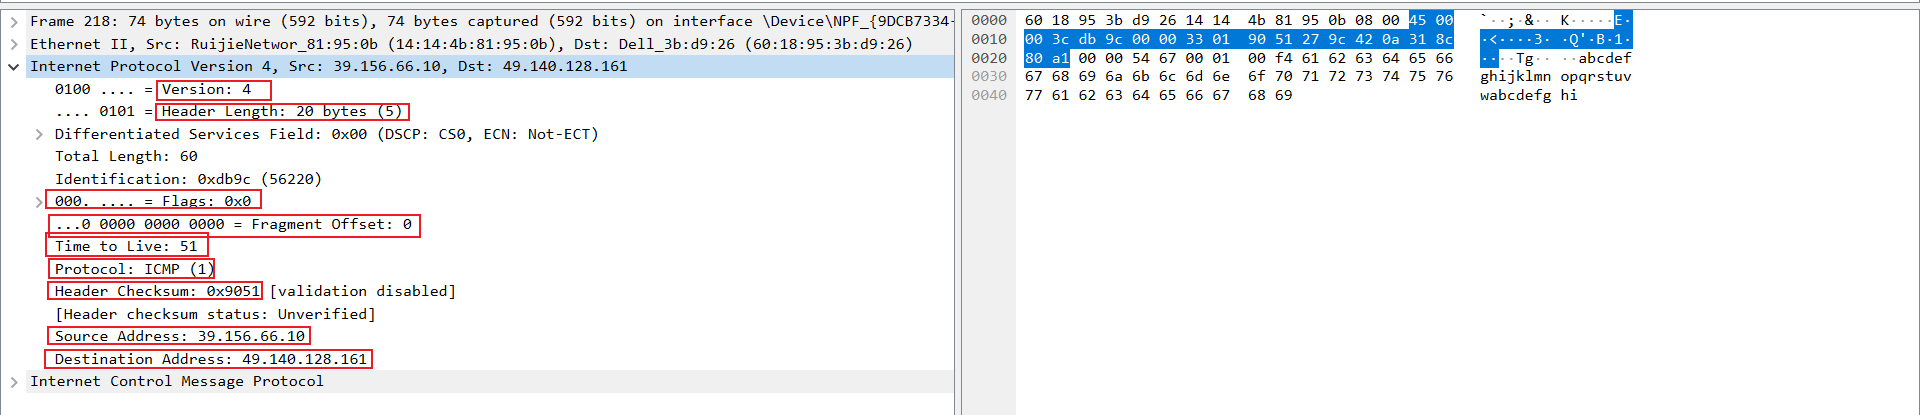 Frame 218: 74 bytes on wire (592 bits), 74 bytes captured (592 bits) on interface \Device\NPF_{9DCB7334-
Ethernet II, Src: RuijieNetwor_81:95:0b (14:14:4b:81:95:0b), Dst: Dell_3b:d9:26 (60:18:95:3b:d9:26)
Internet Protocol Version 4, Src: 39.156.66.10, Dst: 49.140.128.161
0100 .... = Version: 4
.... 0101 = Header Length: 20 bytes (5)
Differentiated Services Field: 0x00 (DSCP: CS0, ECN: Not-ECT)
Total Length: 60
Identification: 0xdb9c (56220)
000. .... = Flags: 0x0
...0 0000 0000 0000 = Fragment Offset: 0
Time to Live: 51
Protocol: ICMP (1)
Header Checksum: 0x9051 [validation disabled]
[Header checksum status: Unverified]
Source Address: 39.156.66.10
Destination Address: 49.140.128.161
Internet Control Message Protocol
0000 60 18 95 3b d9 26 14 14 4b 81 95 0b 08 00 45 00 `··;·&·· K·····E·
0010 00 3c db 9c 00 00 33 01 90 51 27 9c 42 0a 31 8c ·<····3· ·Q'·B·1·
0020 80 a1 00 00 54 67 00 01 00 f4 61 62 63 64 65 66 ····Tg·· ··abcdef
0030 67 68 69 6a 6b 6c 6d 6e 6f 70 71 72 73 74 75 76 ghijklmn opqrstuv
0040 77 61 62 63 64 65 66 67 68 69 wabcdefg hi